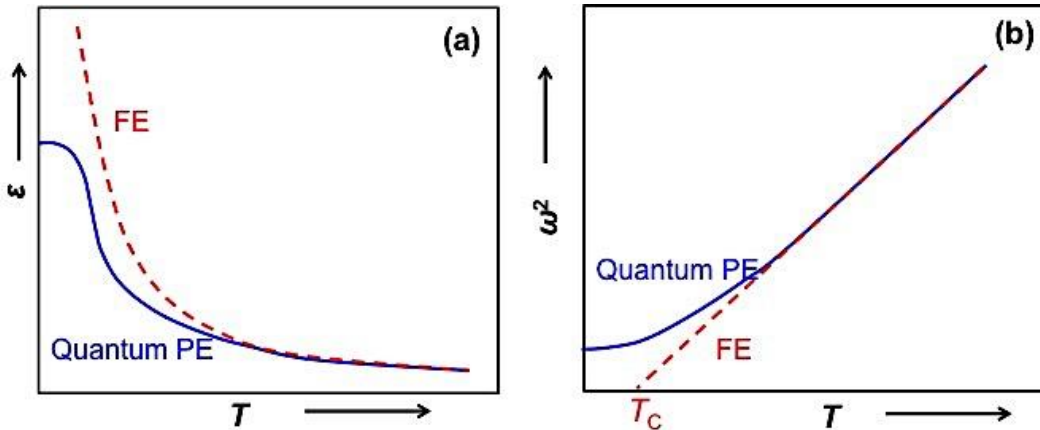 (a)
FE
ε
Quantum PE
T
(b)
ω²
Quantum PE
FE
T_C
T